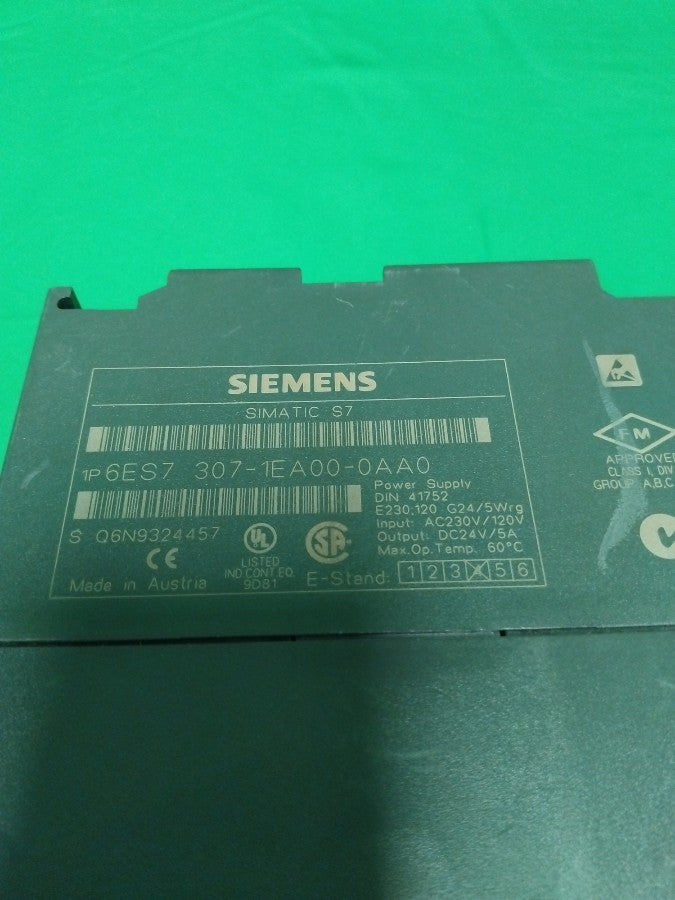 SIEMENS
SIMATIC S7
1P 6ES7 307-1EA00-0AA0
Power Supply
DIN 41752
E230;120 G24/5Wrg
Input: AC230V/120V
Output: DC24V/5A
Max.Op.Temp. 60°C
S Q6N9324457
CE
UL
LISTED
IND.CONT.EQ.
9D81
SA
Made in Austria
E-Stand: 1 2 3 X 5 6
FM
APPROVED
CLASS I, DIV
GROUP A,B,C